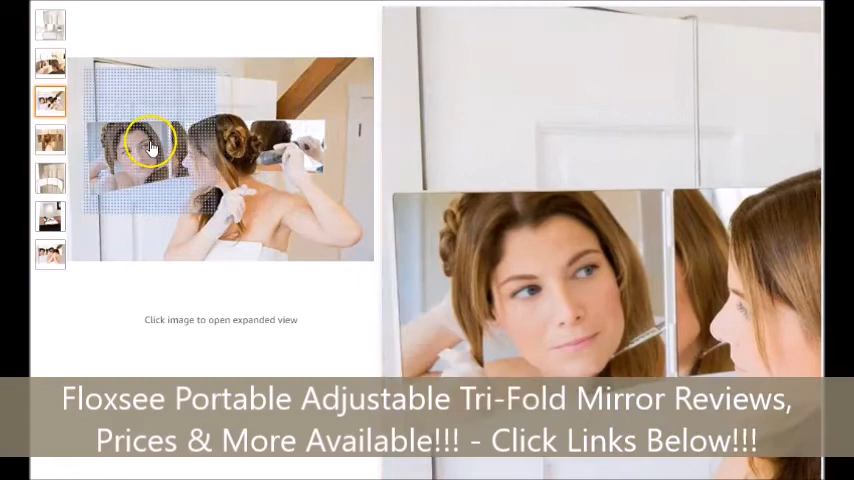 Click image to open expanded view
Floxsee Portable Adjustable Tri-Fold Mirror Reviews,
Prices & More Available!!! - Click Links Below!!!